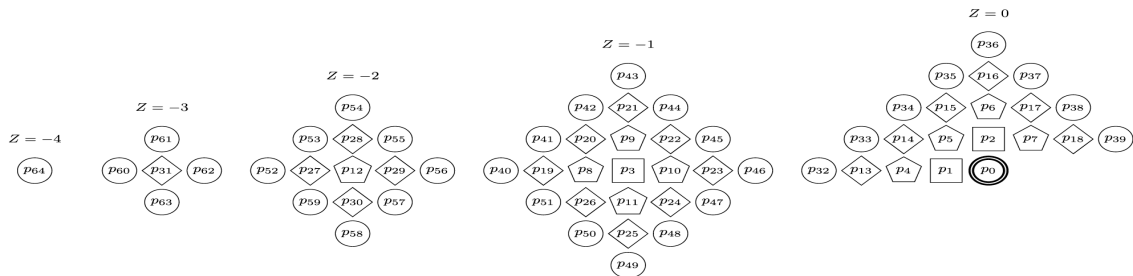 Z = 0
p36
Z = −1
p35 p16 p37
Z = −2
p43
p34 p15 p6 p17 p38
Z = −3
p54
p42 p21 p44
Z = −4
p61
p53 p28 p55
p41 p20 p9 p22 p45
p33 p14 p5 p2 p7 p18 p39
p64
p60 p31 p62
p52 p27 p12 p29 p56
p40 p19 p8 p3 p10 p23 p46
p32 p13 p4 p1 p0
p63
p59 p30 p57
p51 p26 p11 p24 p47
p58
p50 p25 p48
p49